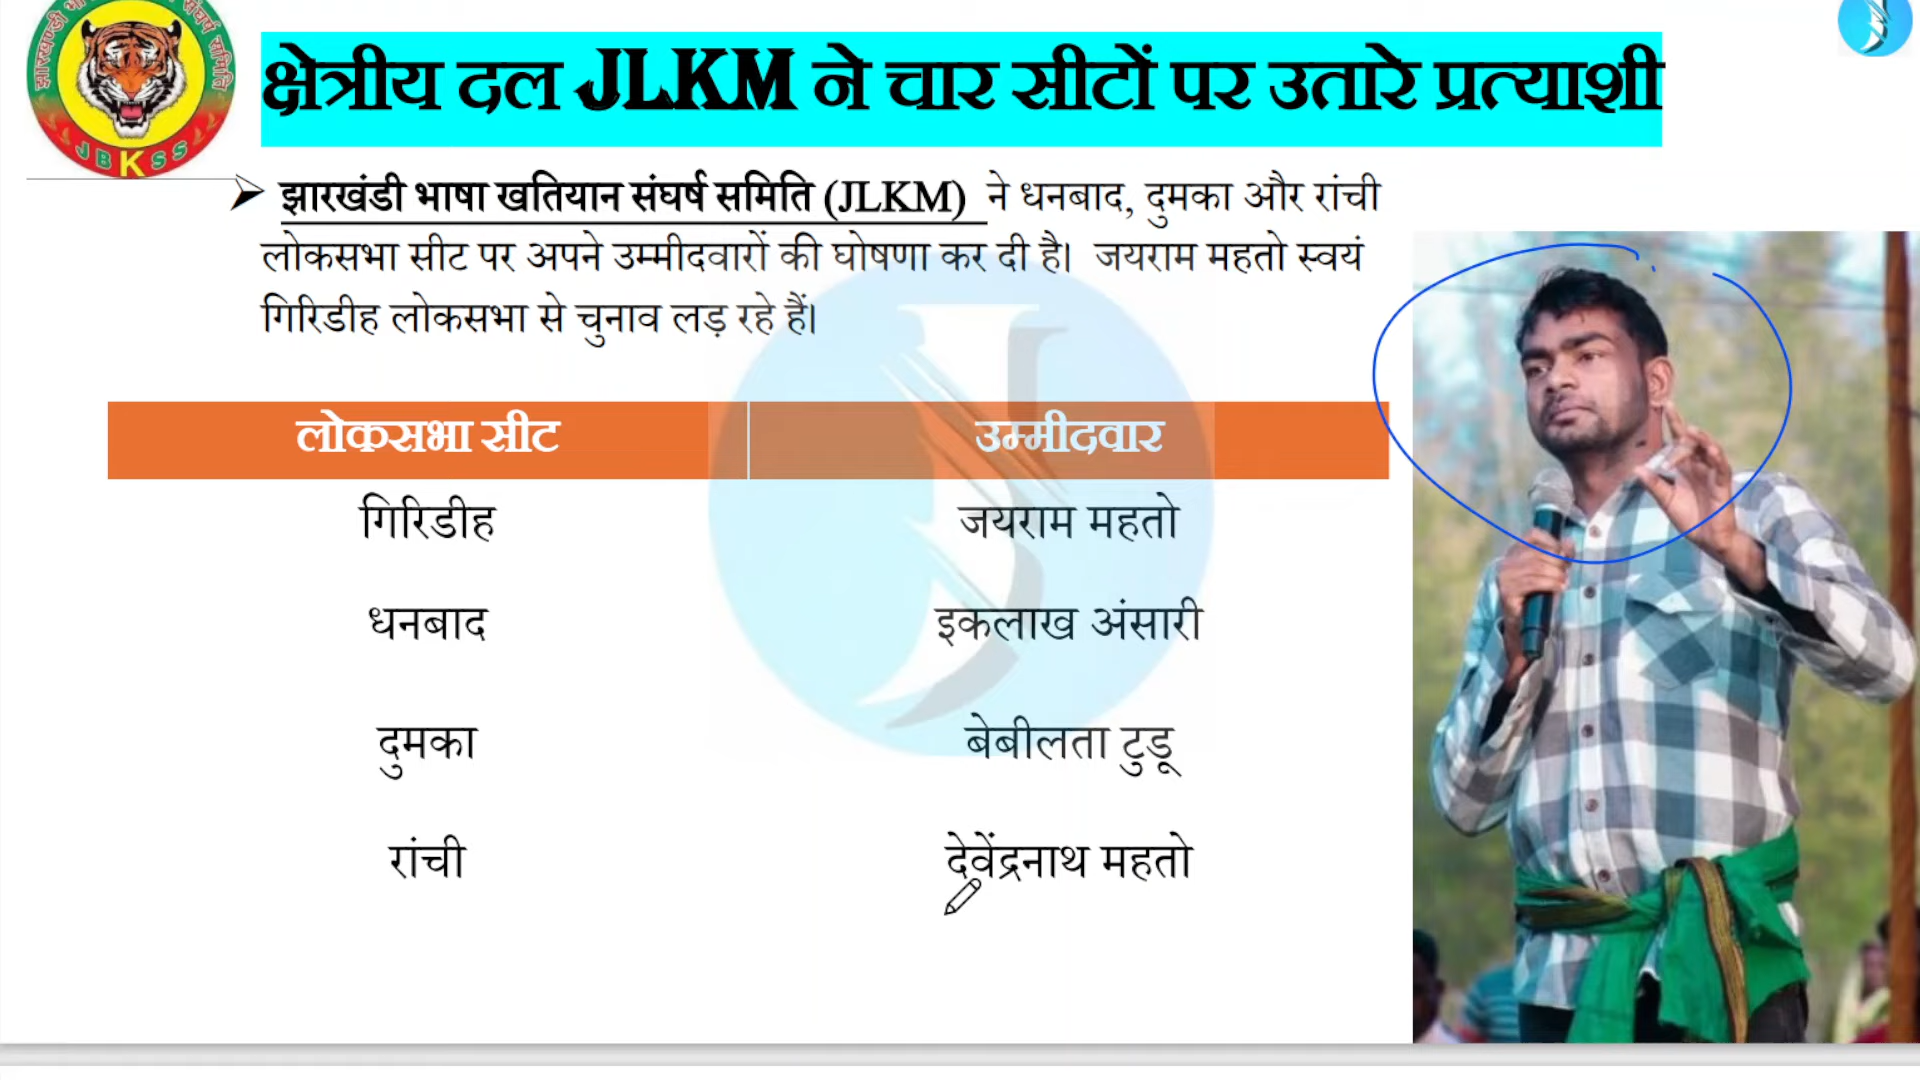 JBKSS
क्षेत्रीय दल JLKM ने चार सीटों पर उतारे प्रत्याशी
झारखंडी भाषा खतियान संघर्ष समिति (JLKM) ने धनबाद, दुमका और रांची
लोकसभा सीट पर अपने उम्मीदवारों की घोषणा कर दी है। जयराम महतो स्वयं
गिरिडीह लोकसभा से चुनाव लड़ रहे हैं।
लोकसभा सीट उम्मीदवार
गिरिडीह जयराम महतो
धनबाद इकलाख अंसारी
दुमका बेबीलता टुडू
रांची देवेंद्रनाथ महतो